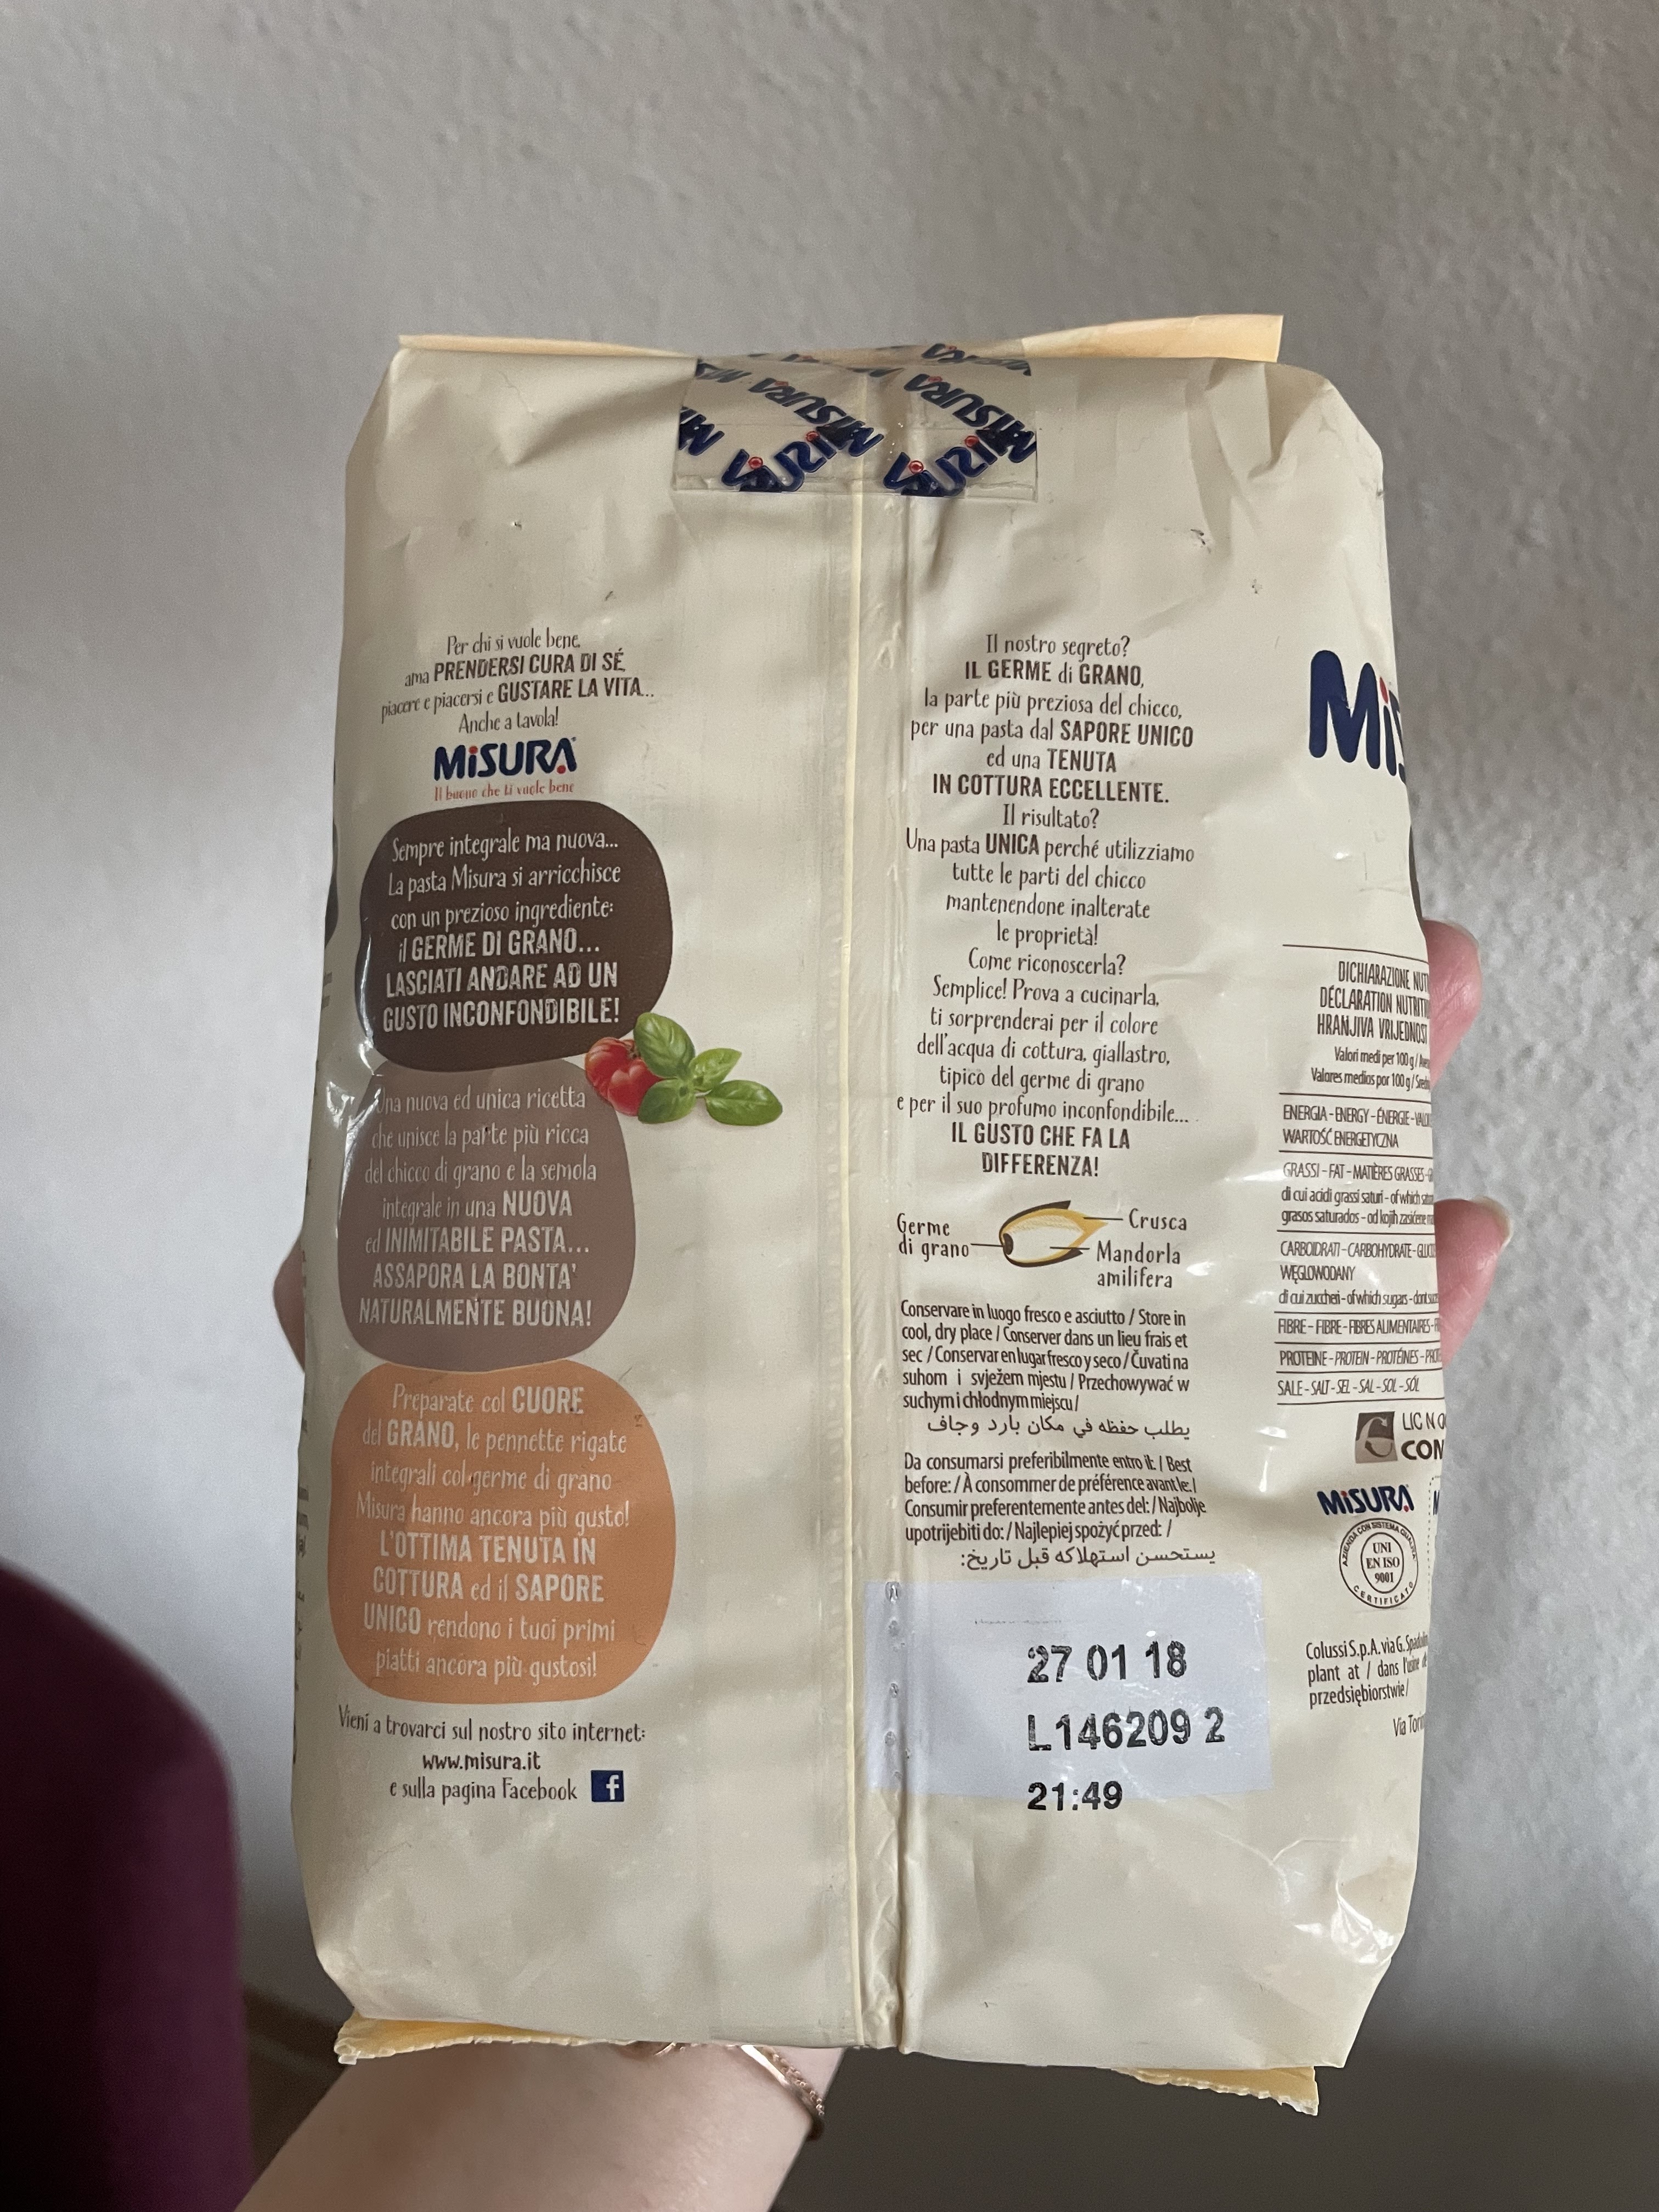 Per chi si vuole bene,
ama PRENDERSI CURA DI SÉ,
piacere e piacersi e GUSTARE LA VITA...
Anche a tavola!
MiSURA
Il buono che ti vuole bene
Sempre integrale ma nuova...
La pasta Misura si arricchisce
con un prezioso ingrediente:
il GERME DI GRANO...
LASCIATI ANDARE AD UN
GUSTO INCONFONDIBILE!
Una nuova ed unica ricetta
che unisce la parte più ricca
del chicco di grano e la semola
integrale in una NUOVA
ed INIMITABILE PASTA...
ASSAPORA LA BONTA'
NATURALMENTE BUONA!
Preparate col CUORE
del GRANO, le pennette rigate
integrali col germe di grano
Misura hanno ancora più gusto!
L'OTTIMA TENUTA IN
COTTURA ed il SAPORE
UNICO rendono i tuoi primi
piatti ancora più gustosi!
Vieni a trovarci sul nostro sito internet:
www.misura.it
e sulla pagina Facebook f
Il nostro segreto?
IL GERME di GRANO,
la parte più preziosa del chicco,
per una pasta dal SAPORE UNICO
ed una TENUTA
IN COTTURA ECCELLENTE.
Il risultato?
Una pasta UNICA perché utilizziamo
tutte le parti del chicco
mantenendone inalterate
le proprietà!
Come riconoscerla?
Semplice! Prova a cucinarla,
ti sorprenderai per il colore
dell'acqua di cottura, giallastro,
tipico del germe di grano
e per il suo profumo inconfondibile...
IL GUSTO CHE FA LA
DIFFERENZA!
Germe
di grano
Crusca
Mandorla
amilifera
Conservare in luogo fresco e asciutto / Store in
cool, dry place / Conserver dans un lieu frais et
sec / Conservar en lugar fresco y seco / Čuvati na
suhom i svježem mjestu / Przechowywać w
suchym i chłodnym miejscu /
يطلب حفظه في مكان بارد وجاف
Da consumarsi preferibilmente entro il: / Best
before: / À consommer de préférence avant le: /
Consumir preferentemente antes del: / Najbolje
upotrijebiti do: / Najlepiej spożyć przed: /
يستحسن استهلاكه قبل تاريخ:
27 01 18
L146209 2
21:49
MiS
DICHIARAZIONE
DÉCLARATION
HRANJIVA VRIJEDNOST
Valori medi per 100 g /
Valores medios por 100 g /
ENERGIA - ENERGY - ÉNERGIE -
WARTOŚĆ ENERGETYCZNA
GRASSI - FAT - MATIÈRES GRASSES -
di cui acidi grassi saturi - of which
grasos saturados - od kojih zasićene
CARBOIDRATI - CARBOHYDRATE -
WĘGLOWODANY
di cui zuccheri - of which sugars -
FIBRE - FIBRE - FIBRES ALIMENTAIRES -
PROTEINE - PROTEIN - PROTÉINES -
SALE - SALT - SEL - SAL - SOL - SÓL
LIC N
CON
MiSURA
AZIENDA CON SISTEMA QUALITÀ
UNI
EN ISO
9001
CERTIFICATO
Colussi S.p.A. via G.
plant at / dans l'usine
przedsiębiorstwie /
Via